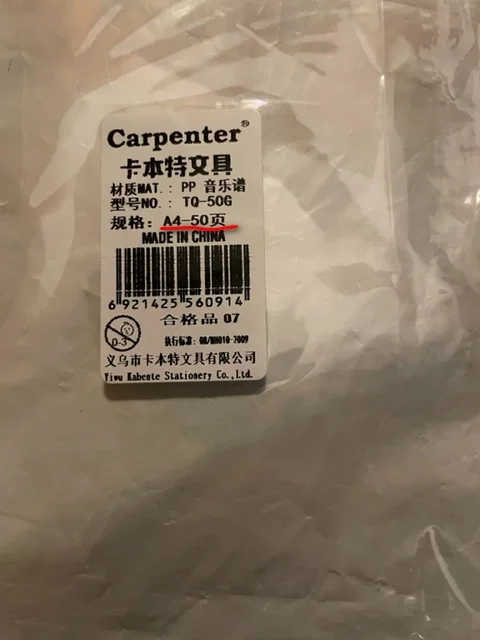 Carpenter®
卡本特文具
材质MAT.: PP 音乐谱
型号NO.: TQ-50G
规格: A4-50页
MADE IN CHINA
6 921425 560914
合格品 07
0-3
执行标准: QB/HH010-2009
义乌市卡本特文具有限公司
Yiwu Kabente Stationery Co.,Ltd.